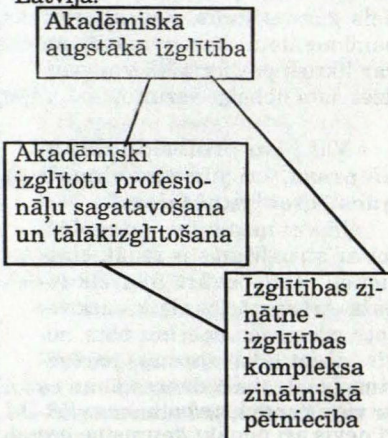 Latvijā:
Akadēmiskā
augstākā izglītība
Akadēmiski
izglītotu profesio-
nāļu sagatavošana
un tālākizglītošana
Izglītības zi-
nātne -
izglītības
kompleksa
zinātniskā
pētniecība